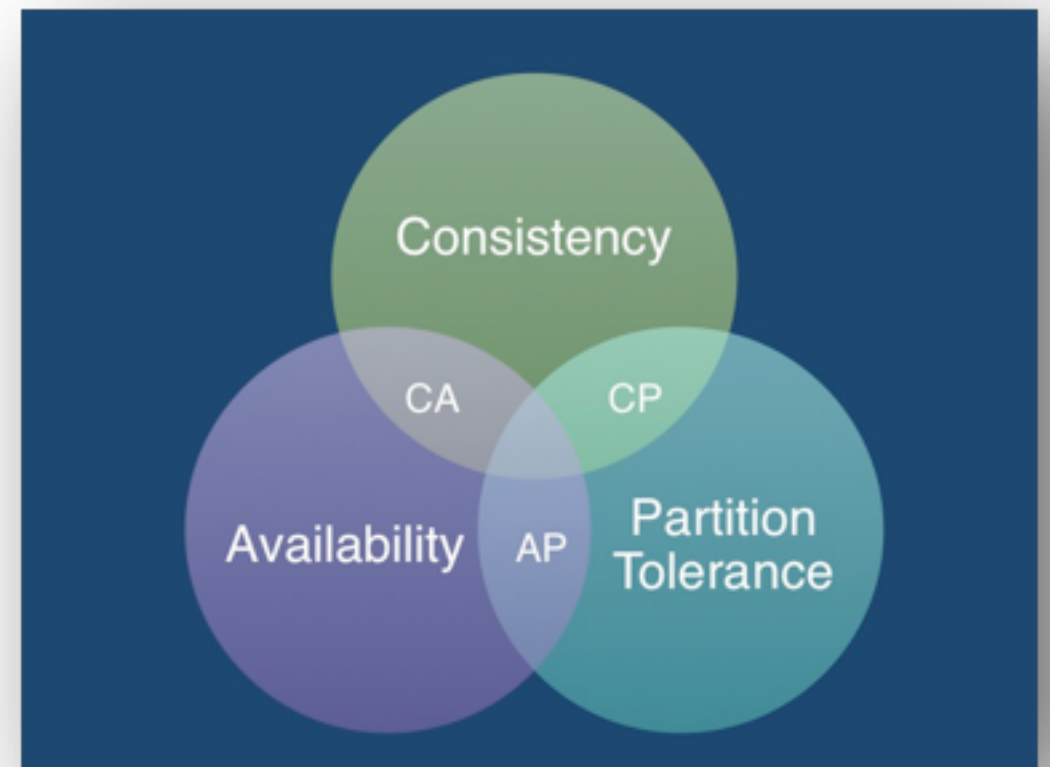 Consistency
CA
CP
Availability
AP
Partition
Tolerance